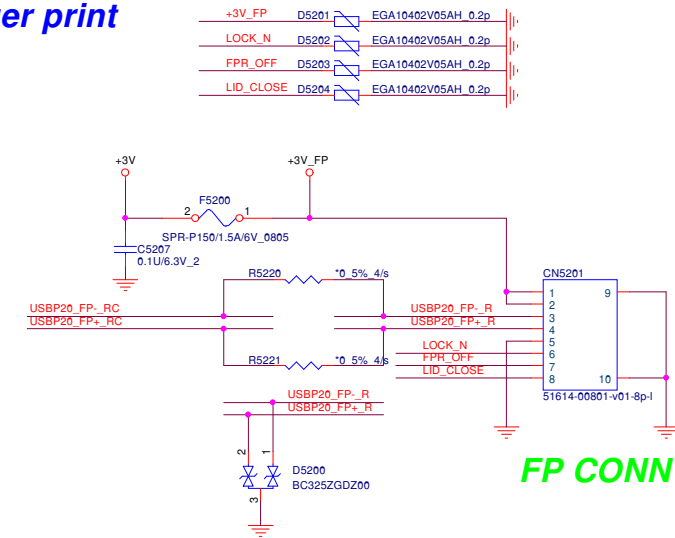 er print
+3V_FP D5201 EGA10402V05AH_0.2p
LOCK_N D5202 EGA10402V05AH_0.2p
FPR_OFF D5203 EGA10402V05AH_0.2p
LID_CLOSE D5204 EGA10402V05AH_0.2p
+3V +3V_FP
F5200
2 1
SPR-P150/1.5A/6V_0805
C5207
0.1U/6.3V_2
R5220 *0_5%_4/s
CN5201
USBP20_FP-_RC USBP20_FP-_R
USBP20_FP+_RC USBP20_FP+_R
1 9
2
3
4
5
6
7
8 10
LOCK_N
FPR_OFF
LID_CLOSE
R5221 *0_5%_4/s
51614-00801-v01-8p-l
USBP20_FP-_R
USBP20_FP+_R
2 1
D5200
BC325ZGDZ00
3
FP CONN